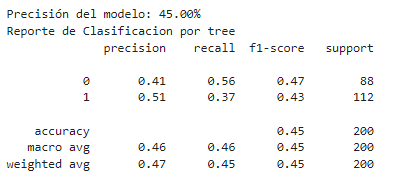 Precisión del modelo: 45.00%
Reporte de Clasificacion por tree
precision recall f1-score support
0 0.41 0.56 0.47 88
1 0.51 0.37 0.43 112
accuracy 0.45 200
macro avg 0.46 0.46 0.45 200
weighted avg 0.47 0.45 0.45 200